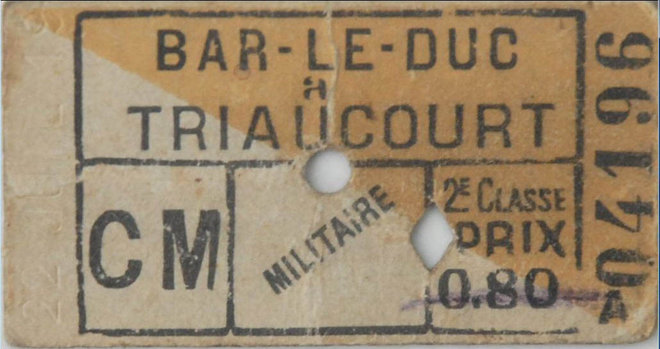 BAR-LE-DUC
à
TRIAUCOURT
CM
MILITAIRE
2E CLASSE
PRIX
0.80
A
04196